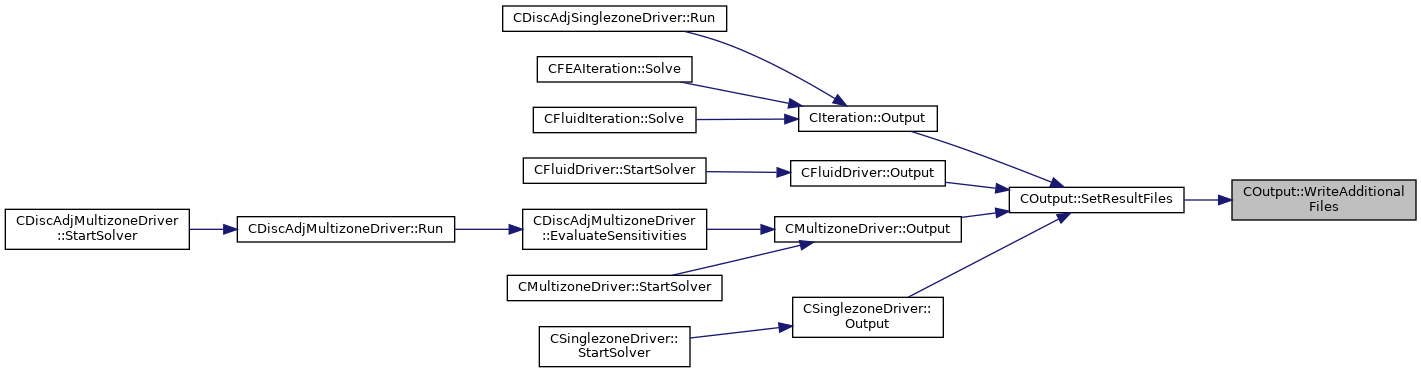 CDiscAdjSinglezoneDriver::Run
CFEAIteration::Solve
CIteration::Output
CFluidIteration::Solve
CFluidDriver::StartSolver
CFluidDriver::Output
COutput::SetResultFiles
COutput::WriteAdditional
Files
CDiscAdjMultizoneDriver
::StartSolver
CDiscAdjMultizoneDriver::Run
CDiscAdjMultizoneDriver
::EvaluateSensitivities
CMultizoneDriver::Output
CMultizoneDriver::StartSolver
CSinglezoneDriver::
Output
CSinglezoneDriver::
StartSolver